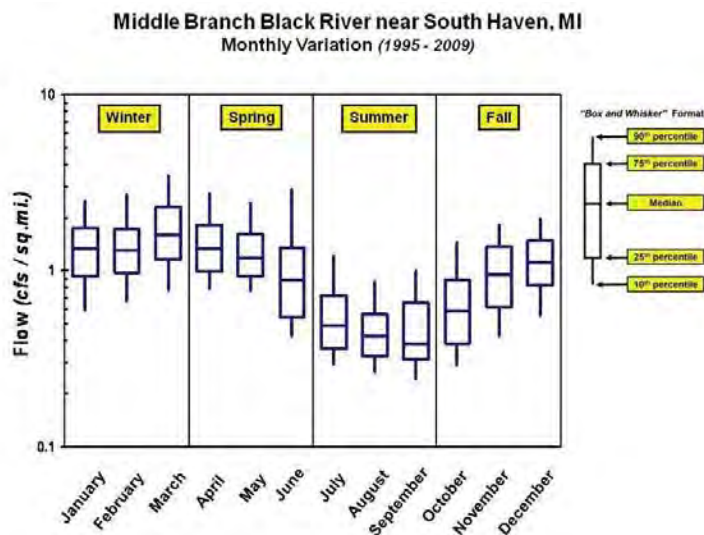 Middle Branch Black River near South Haven, MI
Monthly Variation (1995 - 2009)
10
1
0.1
Flow (cfs / sq.mi.)
Winter
Spring
Summer
Fall
January
February
March
April
May
June
July
August
September
October
November
December
"Box and Whisker" Format
90th percentile
75th percentile
Median
25th percentile
10th percentile